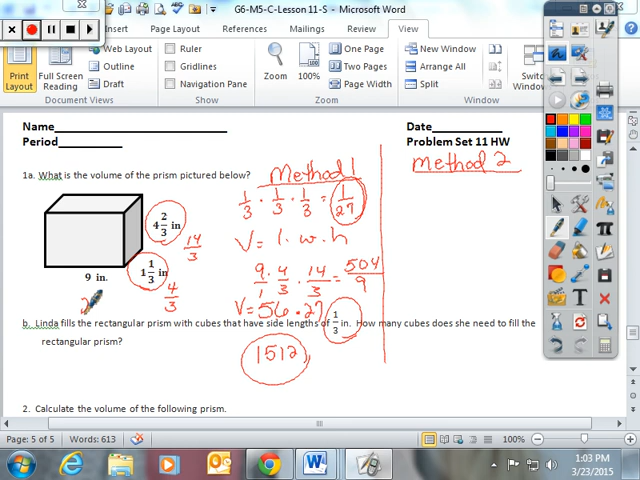 G6-M5-C-Lesson 11-S - Microsoft Word
Page Layout
References
Mailings
Review
View
Print Layout
Full Screen Reading
Web Layout
Outline
Draft
Document Views
Ruler
Gridlines
Navigation Pane
Show
Zoom
100%
One Page
Two Pages
Page Width
Zoom
New Window
Arrange All
Split
Switch
Name
Date
Period
Problem Set 11 HW
1a. What is the volume of the prism pictured below?
Method 1
method 2
1/3 · 1/3 · 1/3 = 1/27
4 2/3 in
14/3
V = l · w · h
1 1/3 in
4/3
9 in.
9/1 · 4/3 · 14/3 = 504/9
V = 56 · 27
b. Linda fills the rectangular prism with cubes that have side lengths of 1/3 in. How many cubes does she need to fill the
rectangular prism?
1512
2. Calculate the volume of the following prism.
Page: 5 of 5
Words: 613
100%
1:03 PM
3/23/2015